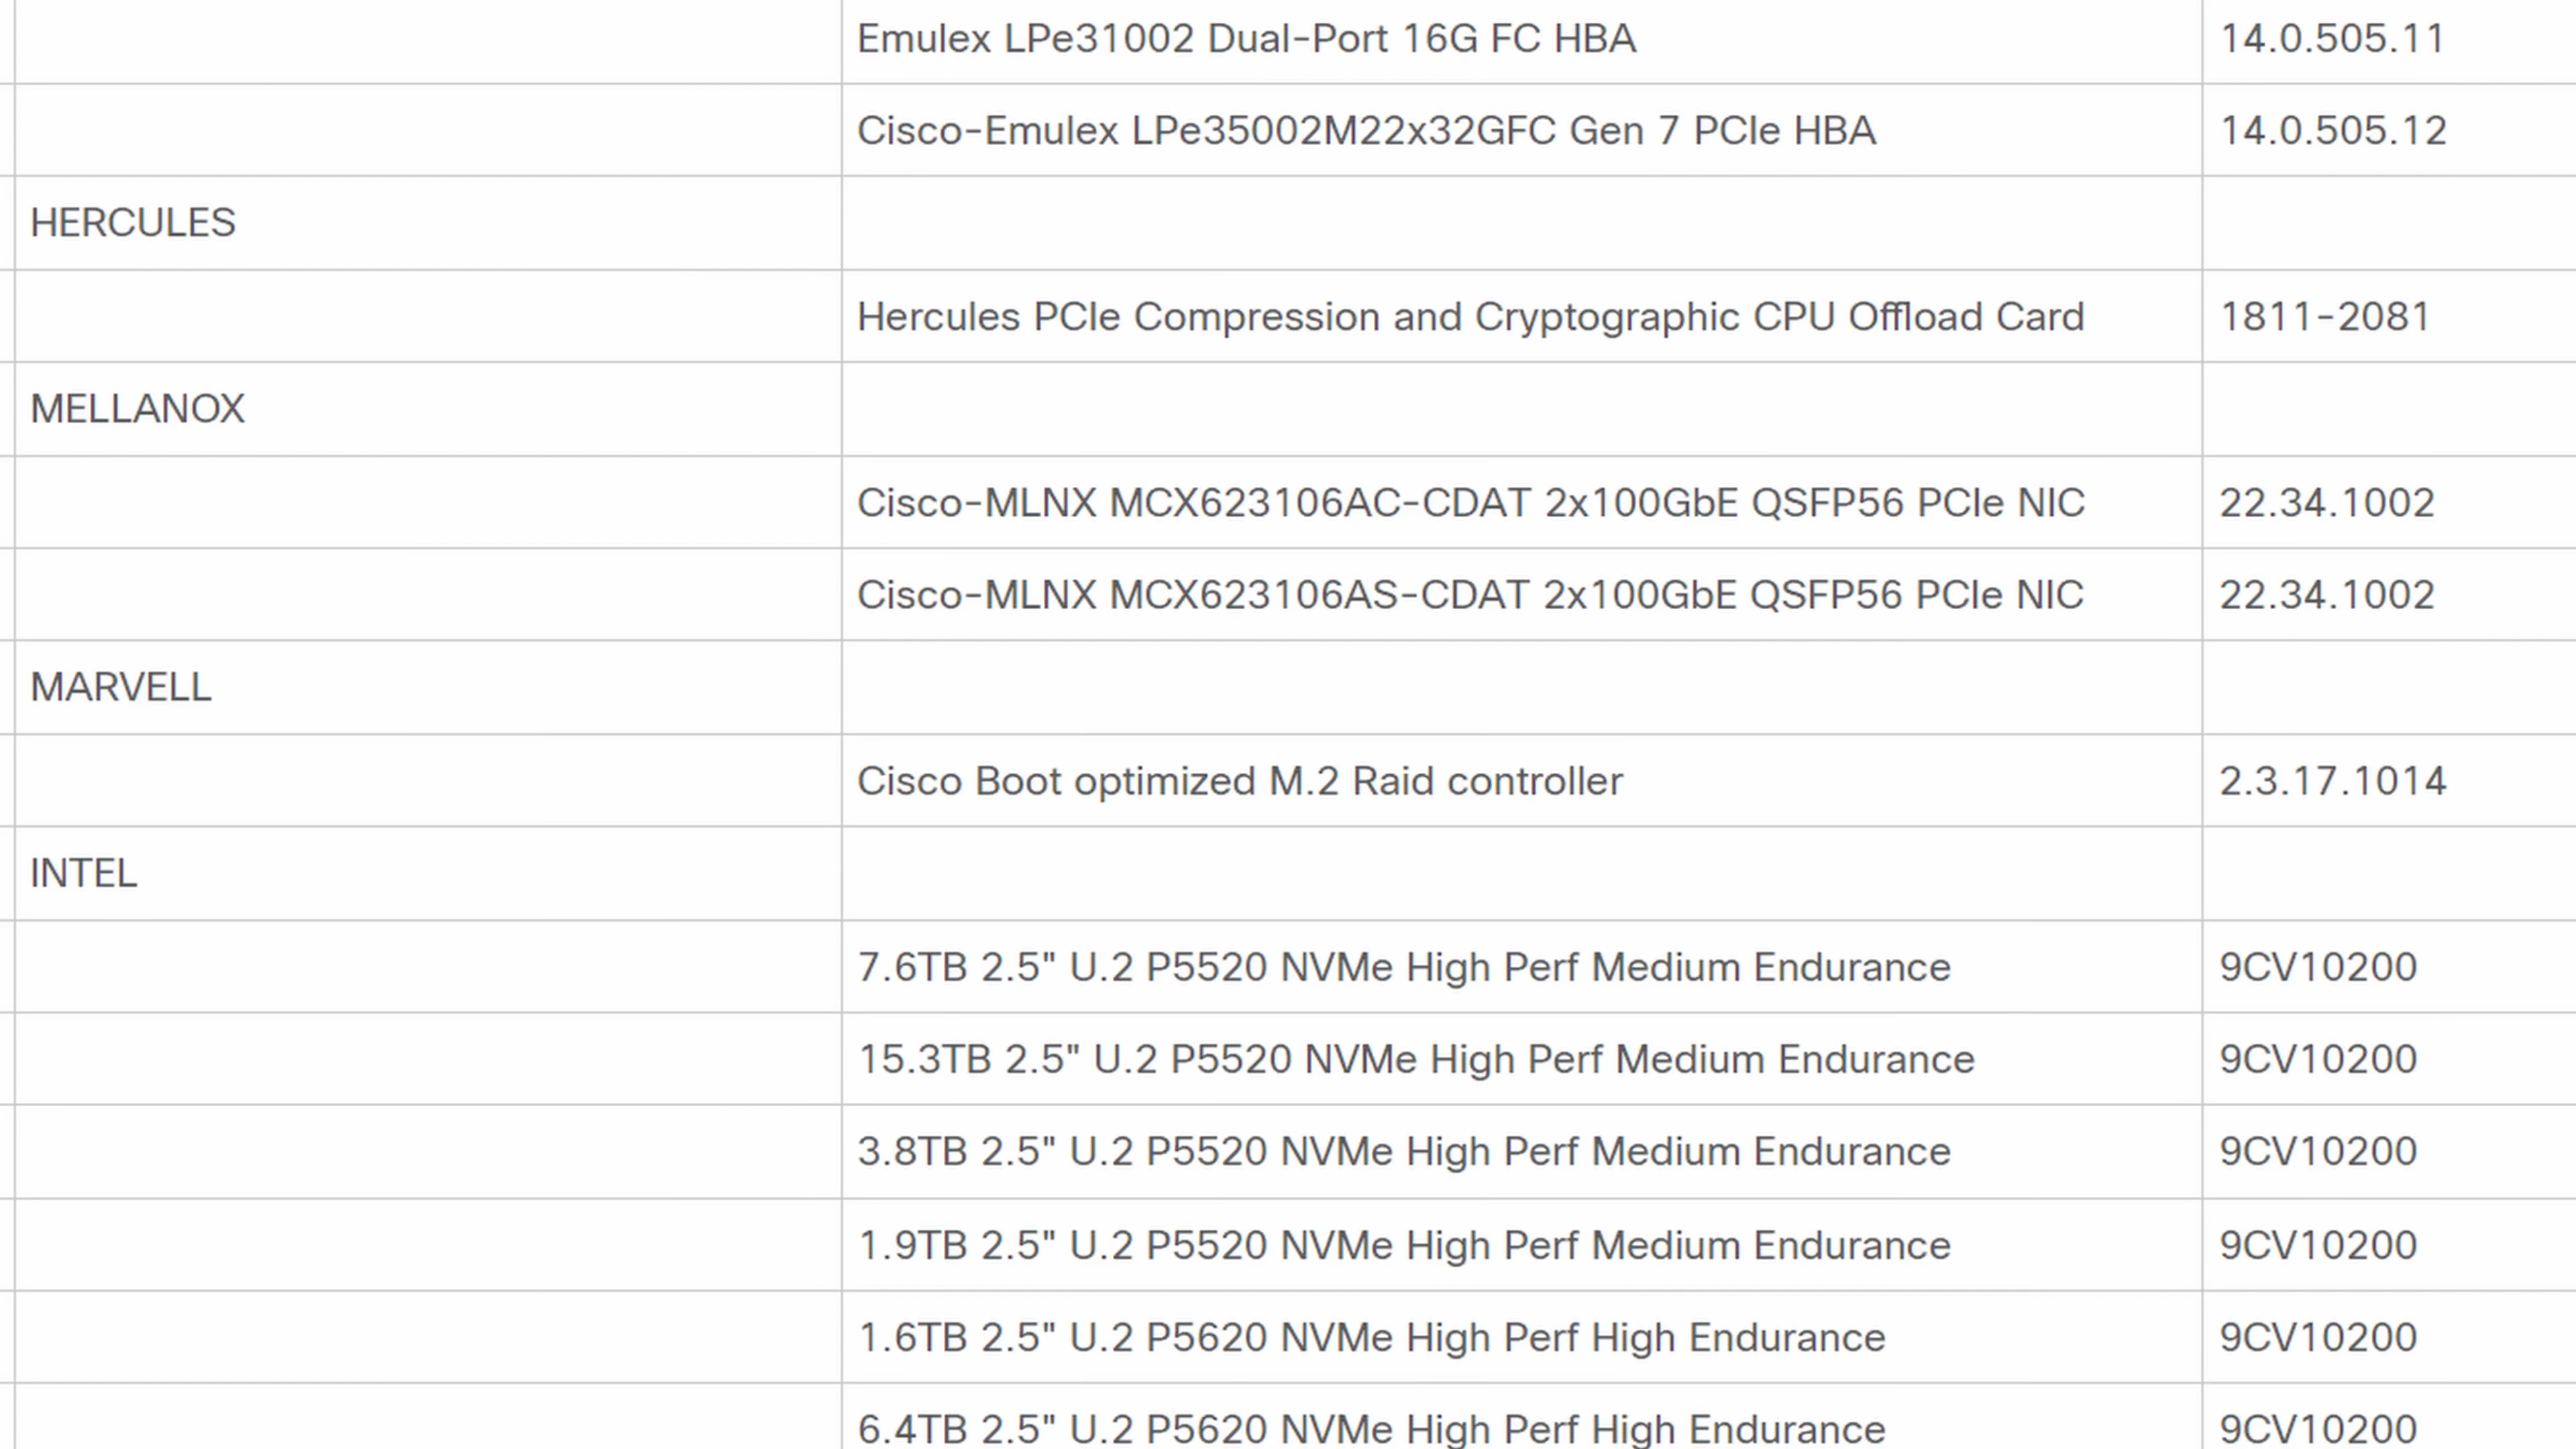 Emulex LPe31002 Dual-Port 16G FC HBA 14.0.505.11
Cisco-Emulex LPe35002M22x32GFC Gen 7 PCIe HBA 14.0.505.12
HERCULES
Hercules PCIe Compression and Cryptographic CPU Offload Card 1811-2081
MELLANOX
Cisco-MLNX MCX623106AC-CDAT 2x100GbE QSFP56 PCIe NIC 22.34.1002
Cisco-MLNX MCX623106AS-CDAT 2x100GbE QSFP56 PCIe NIC 22.34.1002
MARVELL
Cisco Boot optimized M.2 Raid controller 2.3.17.1014
INTEL
7.6TB 2.5" U.2 P5520 NVMe High Perf Medium Endurance 9CV10200
15.3TB 2.5" U.2 P5520 NVMe High Perf Medium Endurance 9CV10200
3.8TB 2.5" U.2 P5520 NVMe High Perf Medium Endurance 9CV10200
1.9TB 2.5" U.2 P5520 NVMe High Perf Medium Endurance 9CV10200
1.6TB 2.5" U.2 P5620 NVMe High Perf High Endurance 9CV10200
6.4TB 2.5" U.2 P5620 NVMe High Perf High Endurance 9CV10200